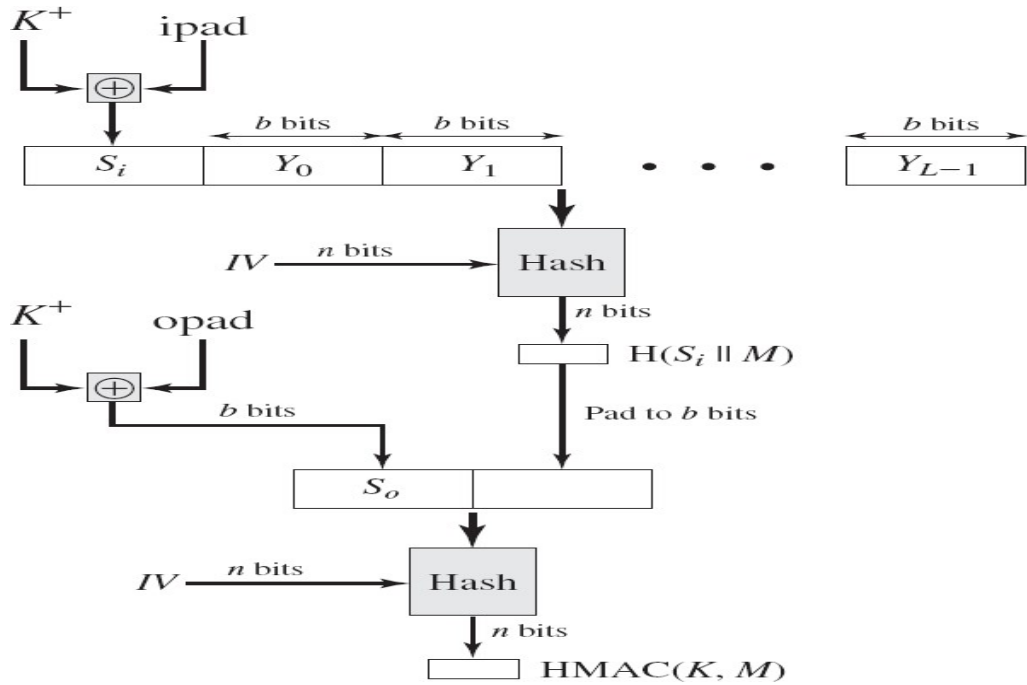 K+ ipad
⊕
b bits b bits b bits
Si Y0 Y1 • • • YL−1
IV n bits Hash
n bits
K+ opad
H(Si || M)
⊕
b bits
Pad to b bits
So
IV n bits Hash
n bits
HMAC(K, M)